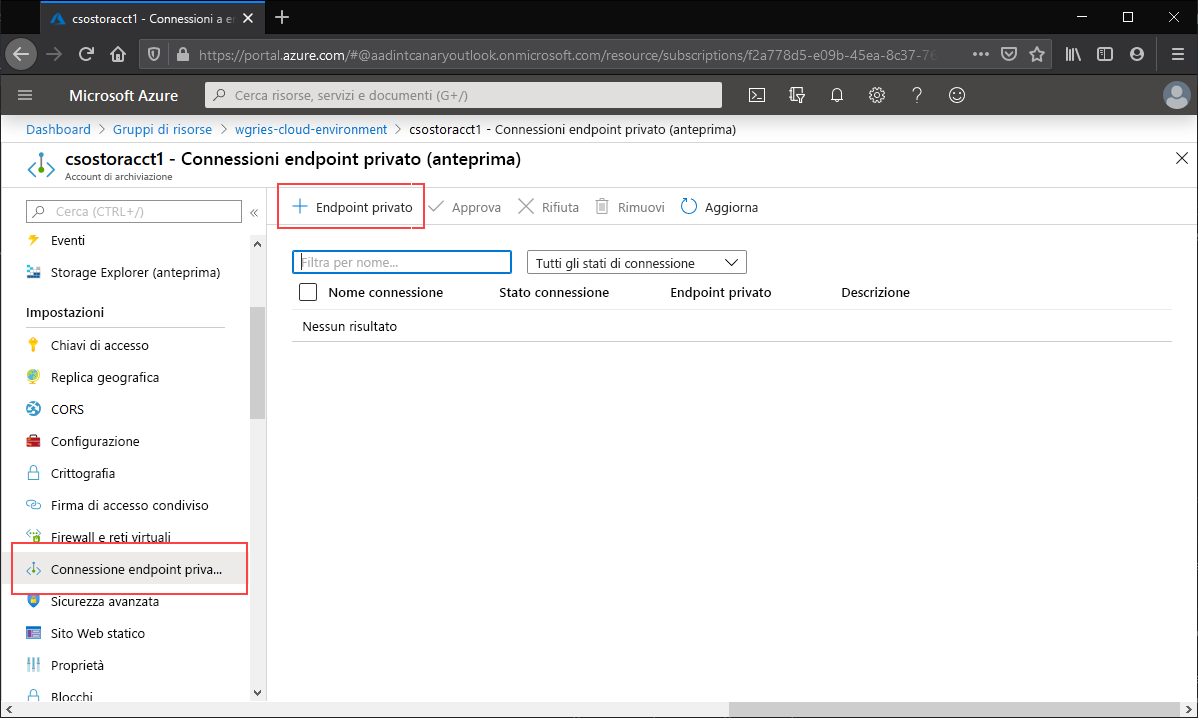 csostoracct1 - Connessioni a e
https://portal.azure.com/#@aadintcanaryoutlook.onmicrosoft.com/resource/subscriptions/f2a778d5-e09b-45ea-8c37-76
Microsoft Azure
Cerca risorse, servizi e documenti (G+/)
Dashboard > Gruppi di risorse > wgries-cloud-environment > csostoracct1 - Connessioni endpoint privato (anteprima)
csostoracct1 - Connessioni endpoint privato (anteprima)
Account di archiviazione
Cerca (CTRL+/)
Eventi
Storage Explorer (anteprima)
Impostazioni
Chiavi di accesso
Replica geografica
CORS
Configurazione
Crittografia
Firma di accesso condiviso
Firewall e reti virtuali
Connessione endpoint priva...
Sicurezza avanzata
Sito Web statico
Proprietà
Blocchi
Endpoint privato Approva Rifiuta Rimuovi Aggiorna
Filtra per nome... Tutti gli stati di connessione
Nome connessione Stato connessione Endpoint privato Descrizione
Nessun risultato